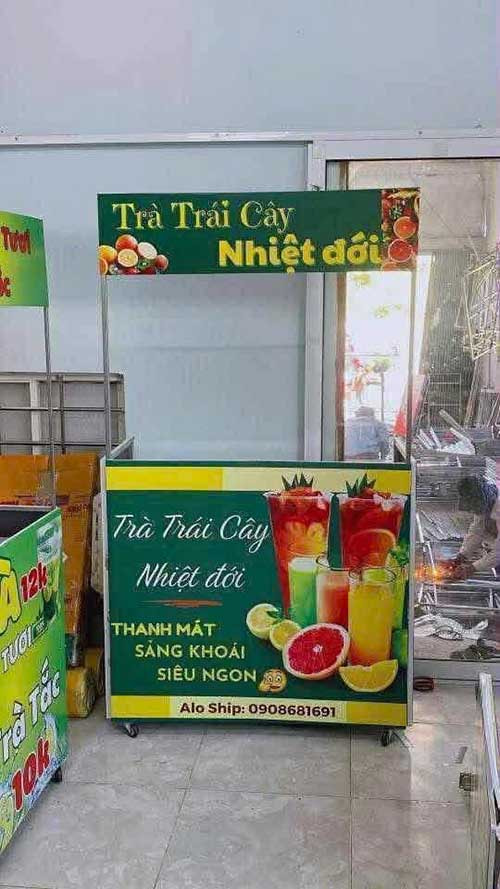 Trà Trái Cây
Nhiệt đới
Trà Trái Cây
Nhiệt đới
THANH MÁT
SẢNG KHOÁI
SIÊU NGON
Alo Ship: 0908681691
TƯƠI
12k
TƯƠI
Trà Tắc
10k